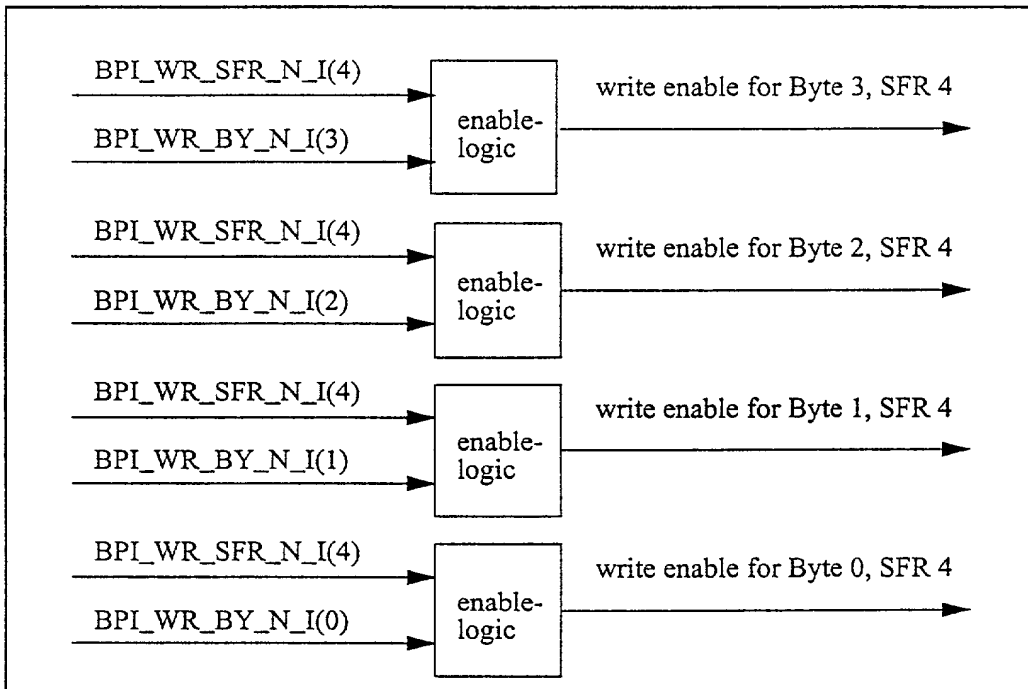 BPI_WR_SFR_N_I(4)
BPI_WR_BY_N_I(3)
enable-
logic
write enable for Byte 3, SFR 4
BPI_WR_SFR_N_I(4)
BPI_WR_BY_N_I(2)
enable-
logic
write enable for Byte 2, SFR 4
BPI_WR_SFR_N_I(4)
BPI_WR_BY_N_I(1)
enable-
logic
write enable for Byte 1, SFR 4
BPI_WR_SFR_N_I(4)
BPI_WR_BY_N_I(0)
enable-
logic
write enable for Byte 0, SFR 4